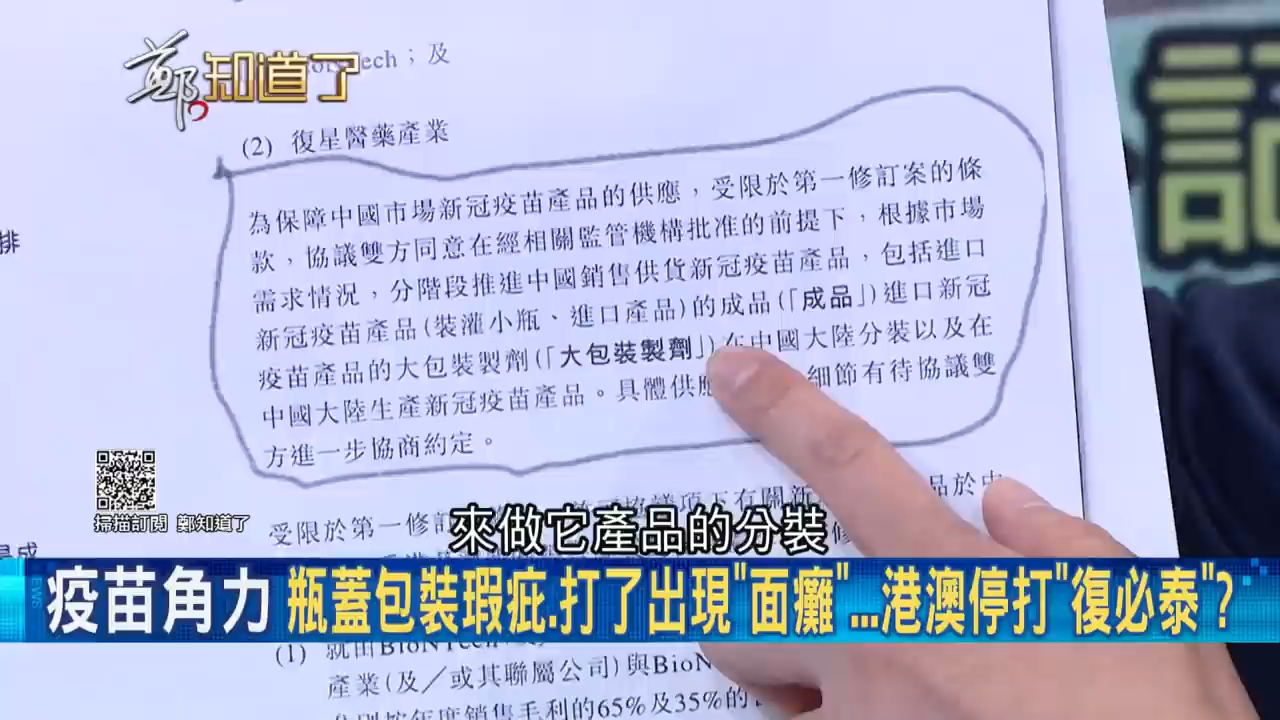 鄭知道了
ech；及
(2) 復星醫藥產業
為保障中國市場新冠疫苗產品的供應，受限於第一修訂案的條
款，協議雙方同意在經相關監管機構批准的前提下，根據市場
需求情況，分階段推進中國銷售供貨新冠疫苗產品，包括進口
新冠疫苗產品(裝灌小瓶、進口產品)的成品(「成品」)進口新冠
疫苗產品的大包裝製劑(「大包裝製劑」)在中國大陸分裝以及在
中國大陸生產新冠疫苗產品。具體供應細節有待協議雙
方進一步協商約定。
排
記
掃描訂閱 鄭知道了
受限於第一修訂
品於中
來做它產品的分裝
疫苗角力 瓶蓋包裝瑕疵.打了出現"面癱"...港澳停打"復必泰"?
(1) 就由BioNTech
產業(及／或其聯屬公司)與BioN
分別按年度銷售毛利的65%及35%的